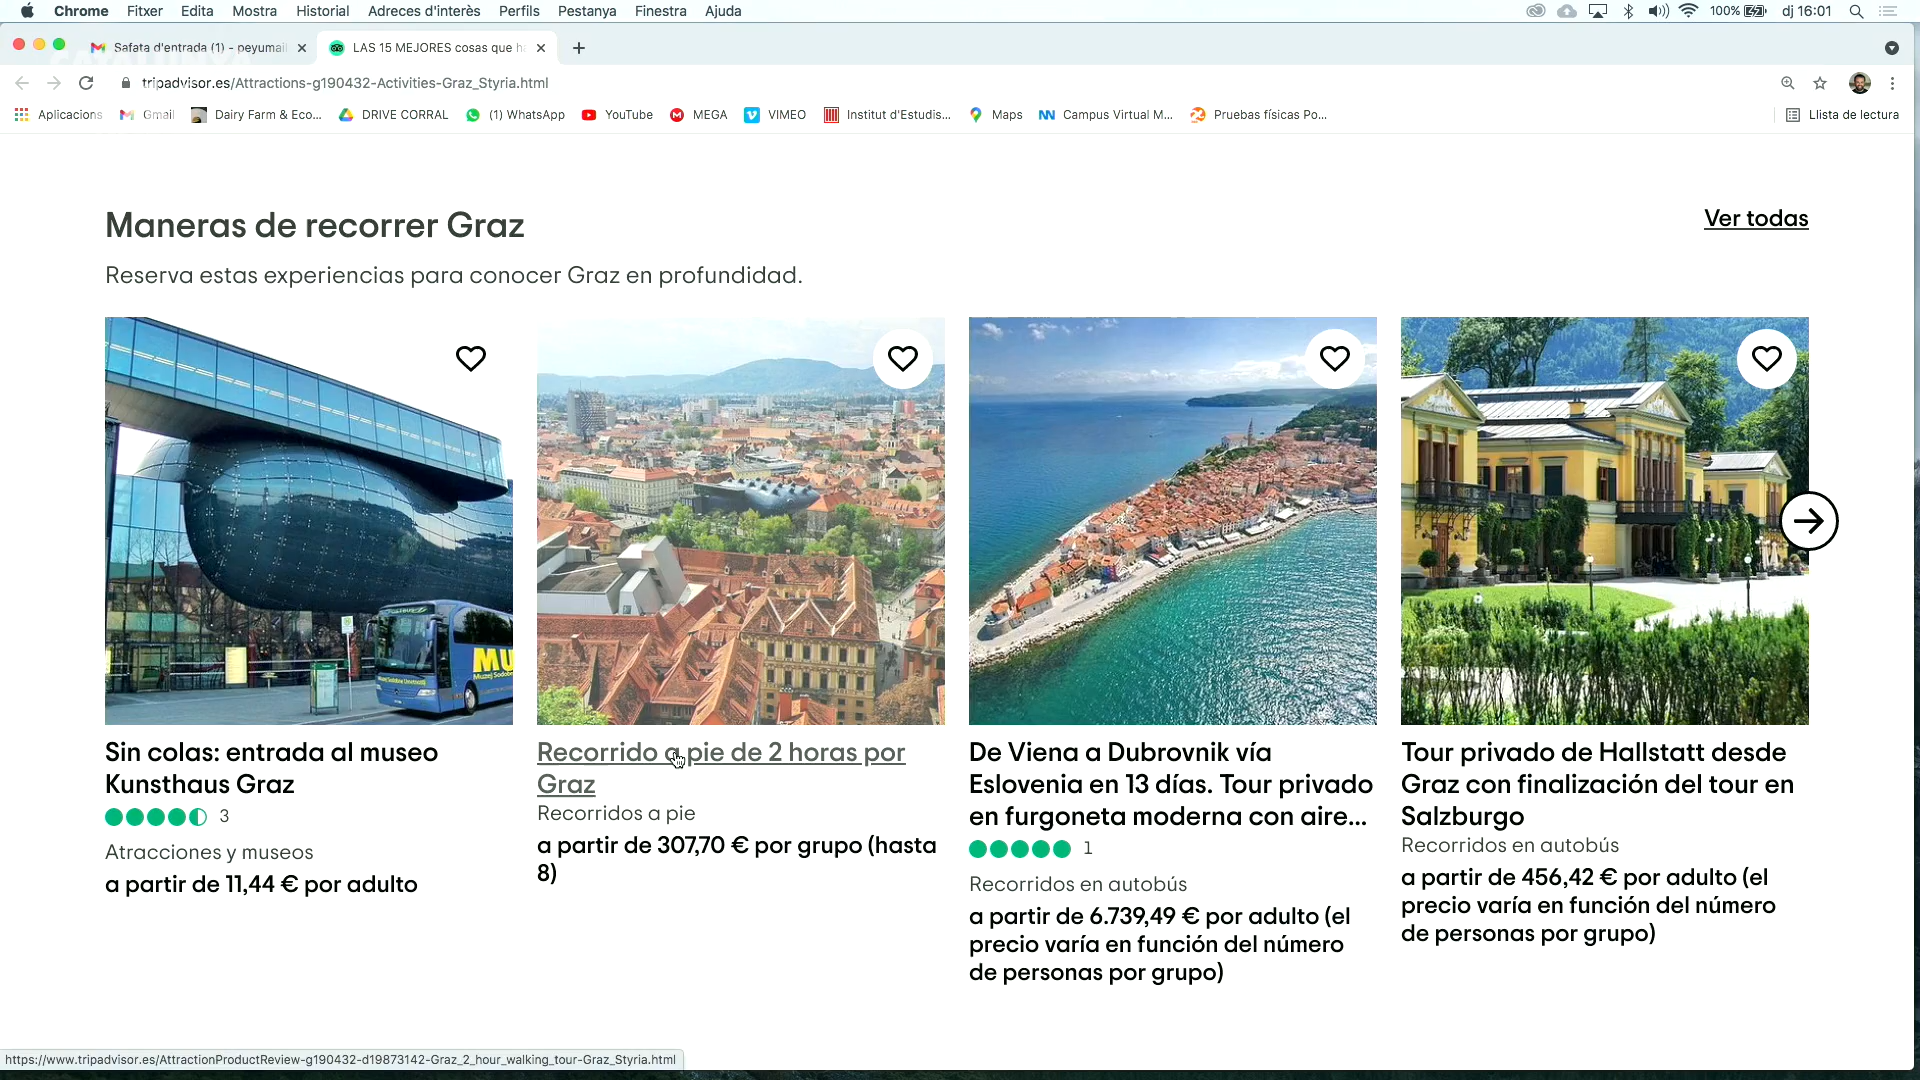 Chrome Fitxer Edita Mostra Historial Adreces d'interès Perfils Pestanya Finestra Ajuda 100% dj 16:01
Safata d'entrada (1) - peyumail
LAS 15 MEJORES cosas que ha
tripadvisor.es/Attractions-g190432-Activities-Graz_Styria.html
Aplicacions Gmail Dairy Farm & Eco... DRIVE CORRAL (1) WhatsApp YouTube MEGA VIMEO Institut d'Estudis... Maps Campus Virtual M... Pruebas físicas Po... Llista de lectura
Maneras de recorrer Graz
Ver todas
Reserva estas experiencias para conocer Graz en profundidad.
MU
Sin colas: entrada al museo
Kunsthaus Graz
3
Atracciones y museos
a partir de 11,44 € por adulto
Recorrido a pie de 2 horas por
Graz
Recorridos a pie
a partir de 307,70 € por grupo (hasta
8)
De Viena a Dubrovnik vía
Eslovenia en 13 días. Tour privado
en furgoneta moderna con aire...
1
Recorridos en autobús
a partir de 6.739,49 € por adulto (el
precio varía en función del número
de personas por grupo)
Tour privado de Hallstatt desde
Graz con finalización del tour en
Salzburgo
Recorridos en autobús
a partir de 456,42 € por adulto (el
precio varía en función del número
de personas por grupo)
https://www.tripadvisor.es/AttractionProductReview-g190432-d19873142-Graz_2_hour_walking_tour-Graz_Styria.html